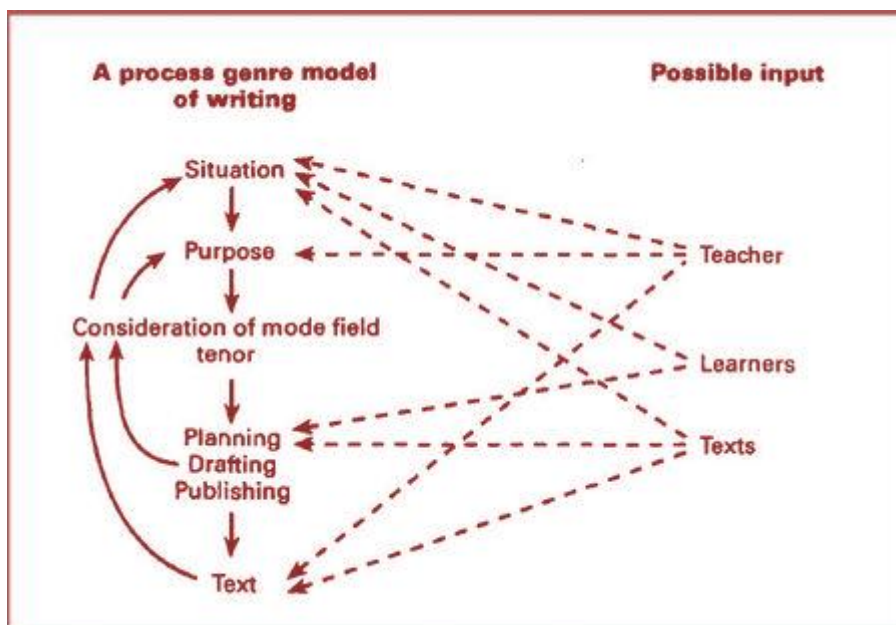 A process genre model
of writing
Possible input
Situation
Purpose
Teacher
Consideration of mode field
tenor
Learners
Planning
Drafting
Publishing
Texts
Text